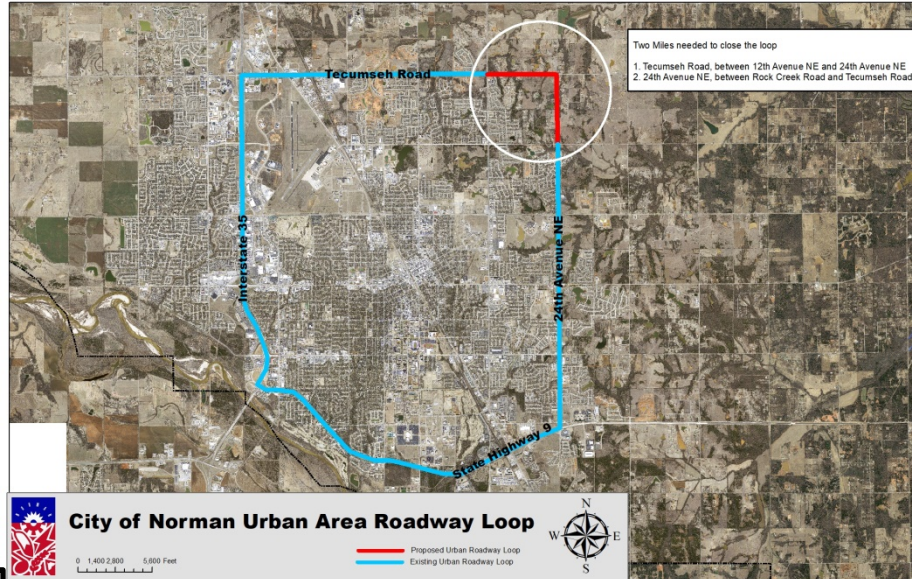 Tecumseh Road
Two Miles needed to close the loop
1. Tecumseh Road, between 12th Avenue NE and 24th Avenue NE
2. 24th Avenue NE, between Rock Creek Road and Tecumseh Road
Interstate 35
24th Avenue NE
State Highway 9
City of Norman Urban Area Roadway Loop
0 1,400 2,800 5,600 Feet
Proposed Urban Roadway Loop
Existing Urban Roadway Loop
N
W E
S